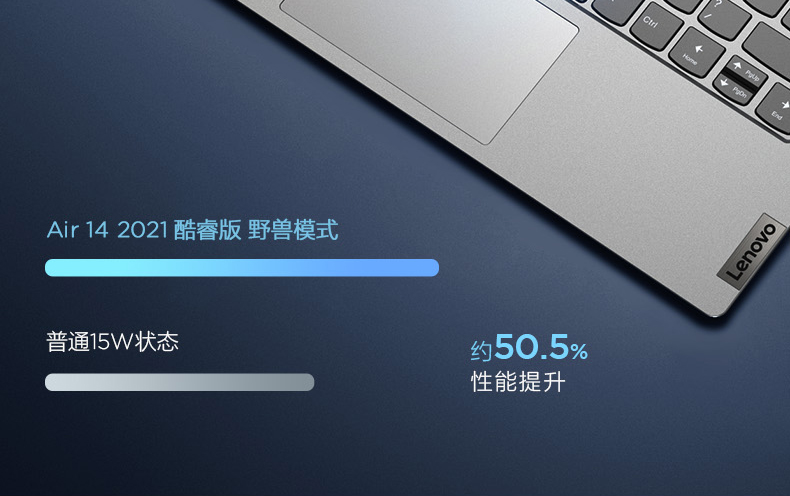 ?
/
Ctrl
Home
PgUp
PgDn
End
Lenovo
Air 14 2021 酷睿版 野兽模式
普通15W状态
约50.5%
性能提升